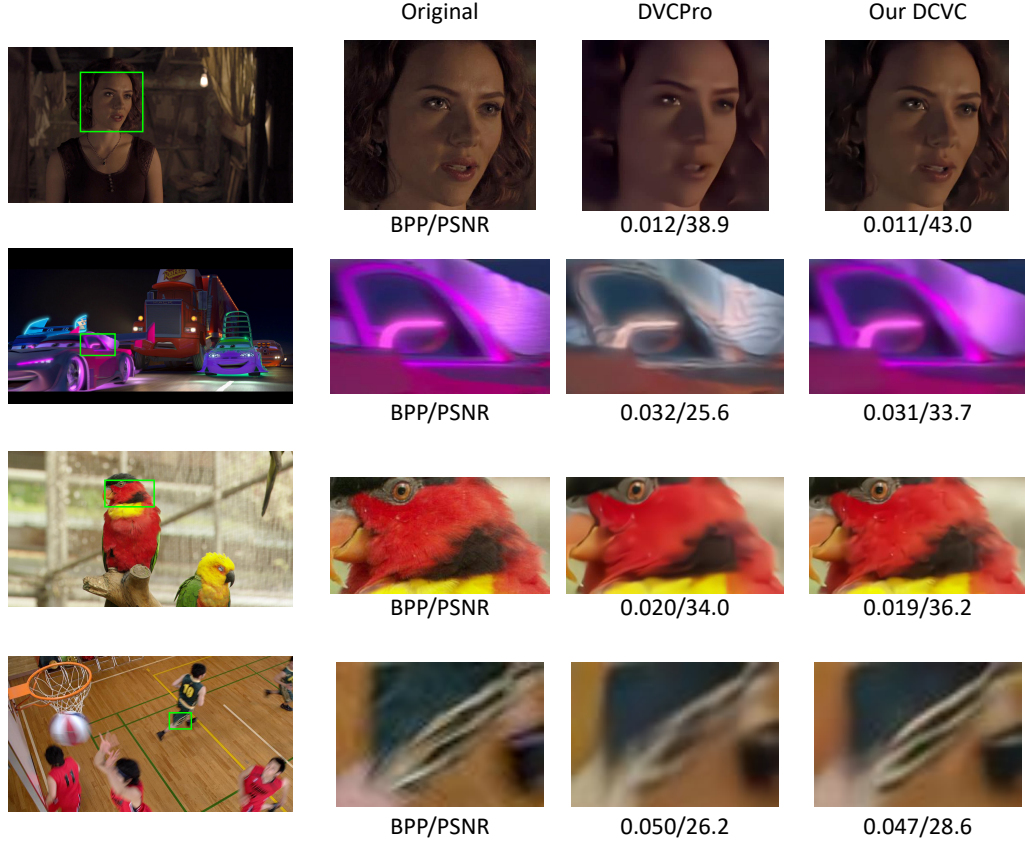 Original DVCPro Our DCVC
BPP/PSNR 0.012/38.9 0.011/43.0
BPP/PSNR 0.032/25.6 0.031/33.7
BPP/PSNR 0.020/34.0 0.019/36.2
10
11
BPP/PSNR 0.050/26.2 0.047/28.6